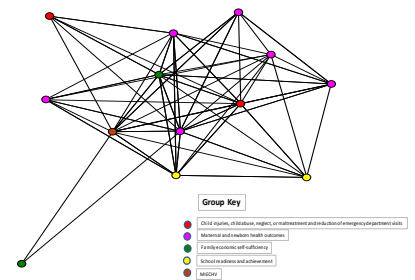 Group Key
Child injuries, child abuse, neglect, or maltreatment and reduction of emergency department visits
Maternal and newborn health outcomes
Family economic self-sufficiency
School readiness and achievement
MIECHV